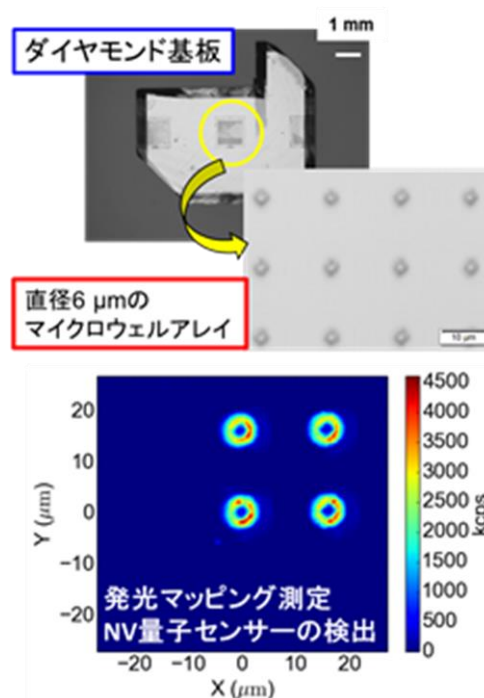 1 mm
ダイヤモンド基板
直径6 μmの
マイクロウェルアレイ
10 μm
20
10
0
−10
−20
Y (μm)
−20
−10
0
10
20
X (μm)
4500
4000
3500
3000
2500
2000
1500
1000
500
0
kcps
発光マッピング測定
NV量子センサーの検出